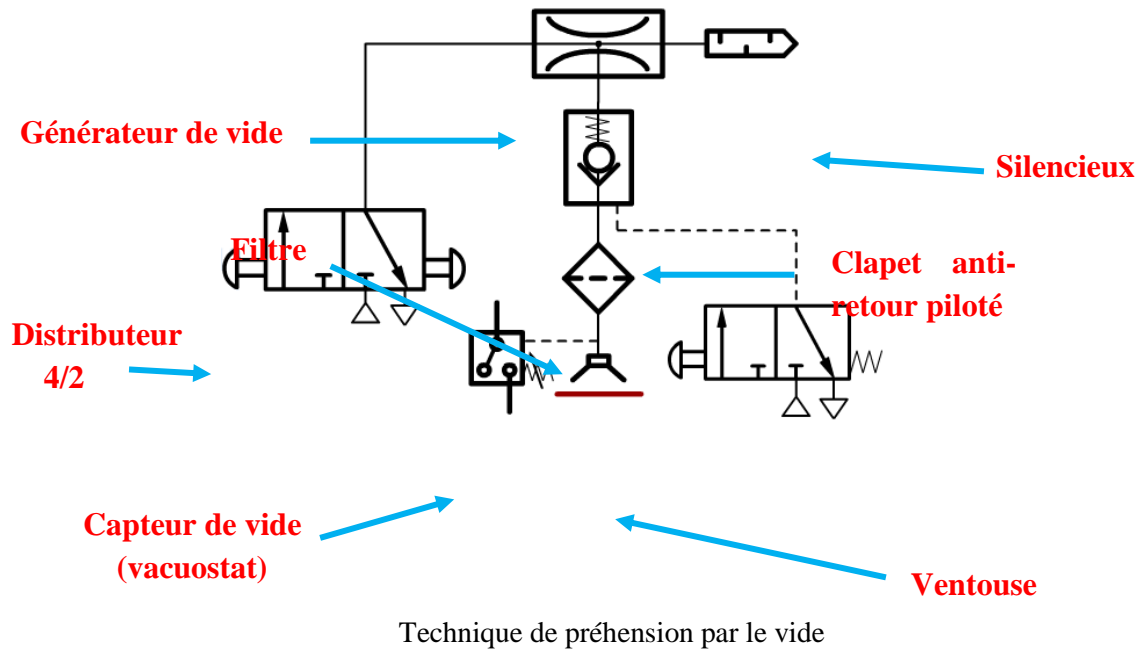 Générateur de vide
Silencieux
Filtre
Clapet anti-
retour piloté
Distributeur
4/2
Capteur de vide
(vacuostat)
Ventouse
Technique de préhension par le vide